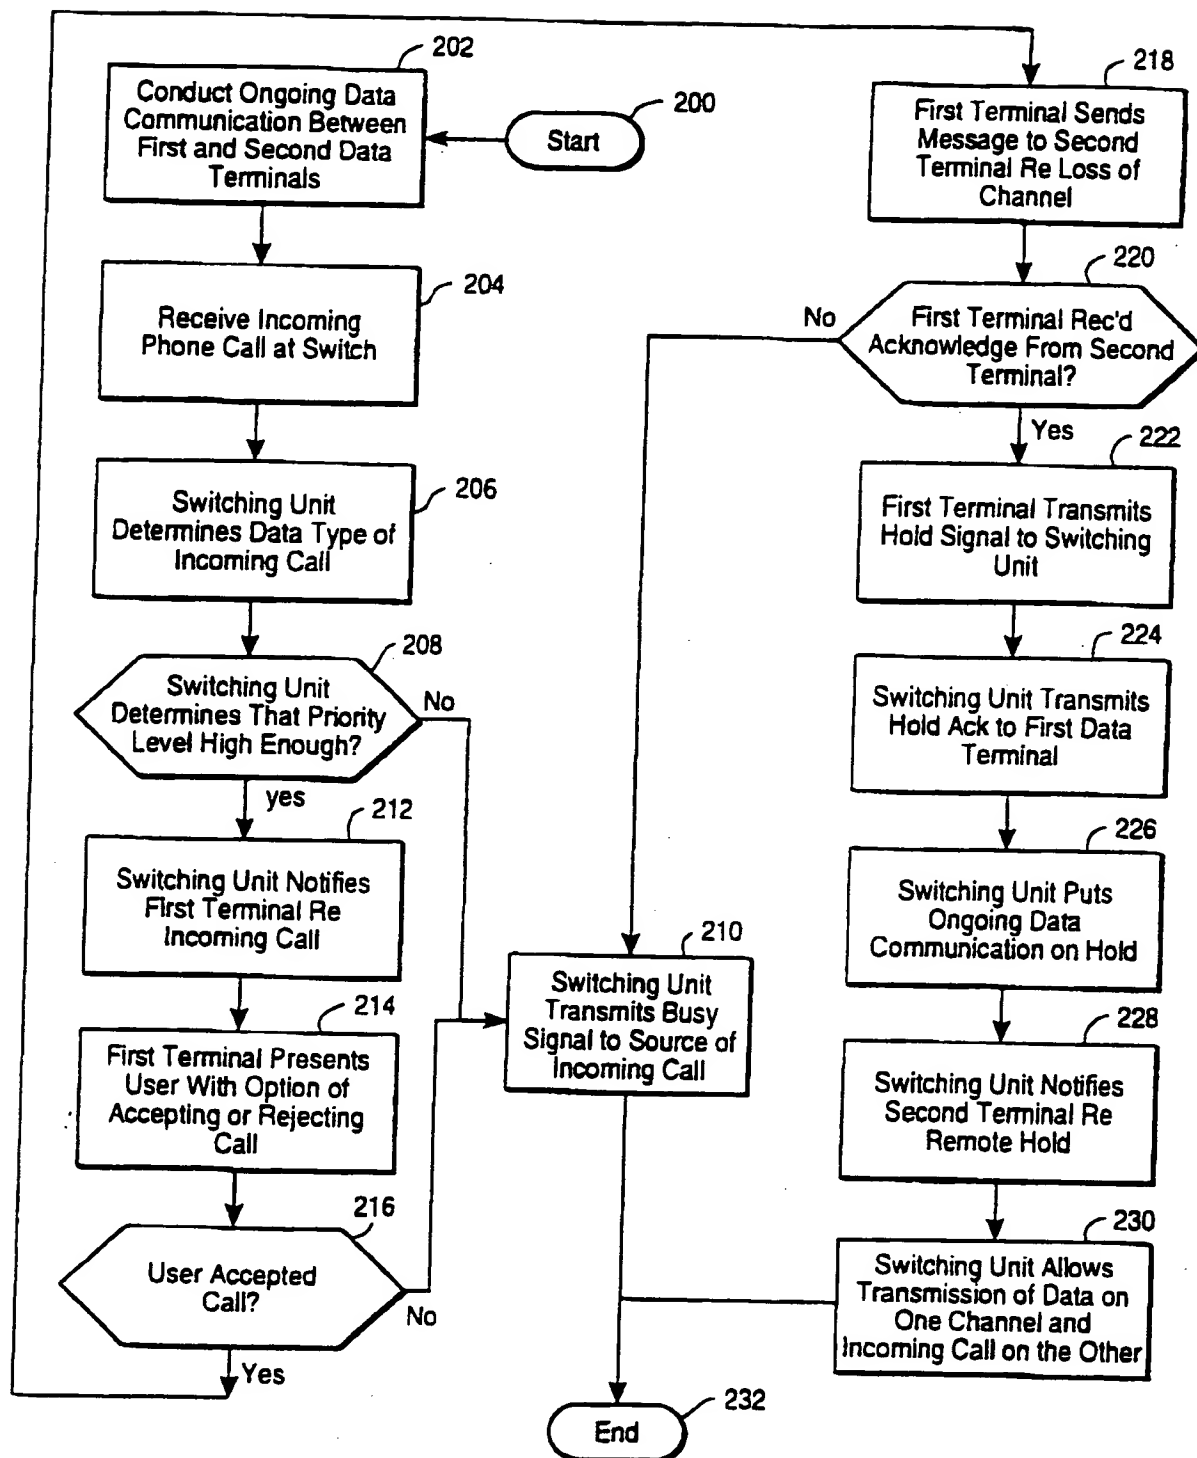 202
Conduct Ongoing Data
Communication Between
First and Second Data
Terminals
200
Start
204
Receive Incoming
Phone Call at Switch
206
Switching Unit
Determines Data Type of
Incoming Call
208
Switching Unit
Determines That Priority
Level High Enough?
No
yes
212
Switching Unit Notifies
First Terminal Re
Incoming Call
214
First Terminal Presents
User With Option of
Accepting or Rejecting
Call
216
User Accepted
Call?
No
Yes
210
Switching Unit
Transmits Busy
Signal to Source of
Incoming Call
218
First Terminal Sends
Message to Second
Terminal Re Loss of
Channel
220
First Terminal Rec'd
Acknowledge From Second
Terminal?
No
Yes
222
First Terminal Transmits
Hold Signal to Switching
Unit
224
Switching Unit Transmits
Hold Ack to First Data
Terminal
226
Switching Unit Puts
Ongoing Data
Communication on Hold
228
Switching Unit Notifies
Second Terminal Re
Remote Hold
230
Switching Unit Allows
Transmission of Data on
One Channel and
Incoming Call on the Other
232
End